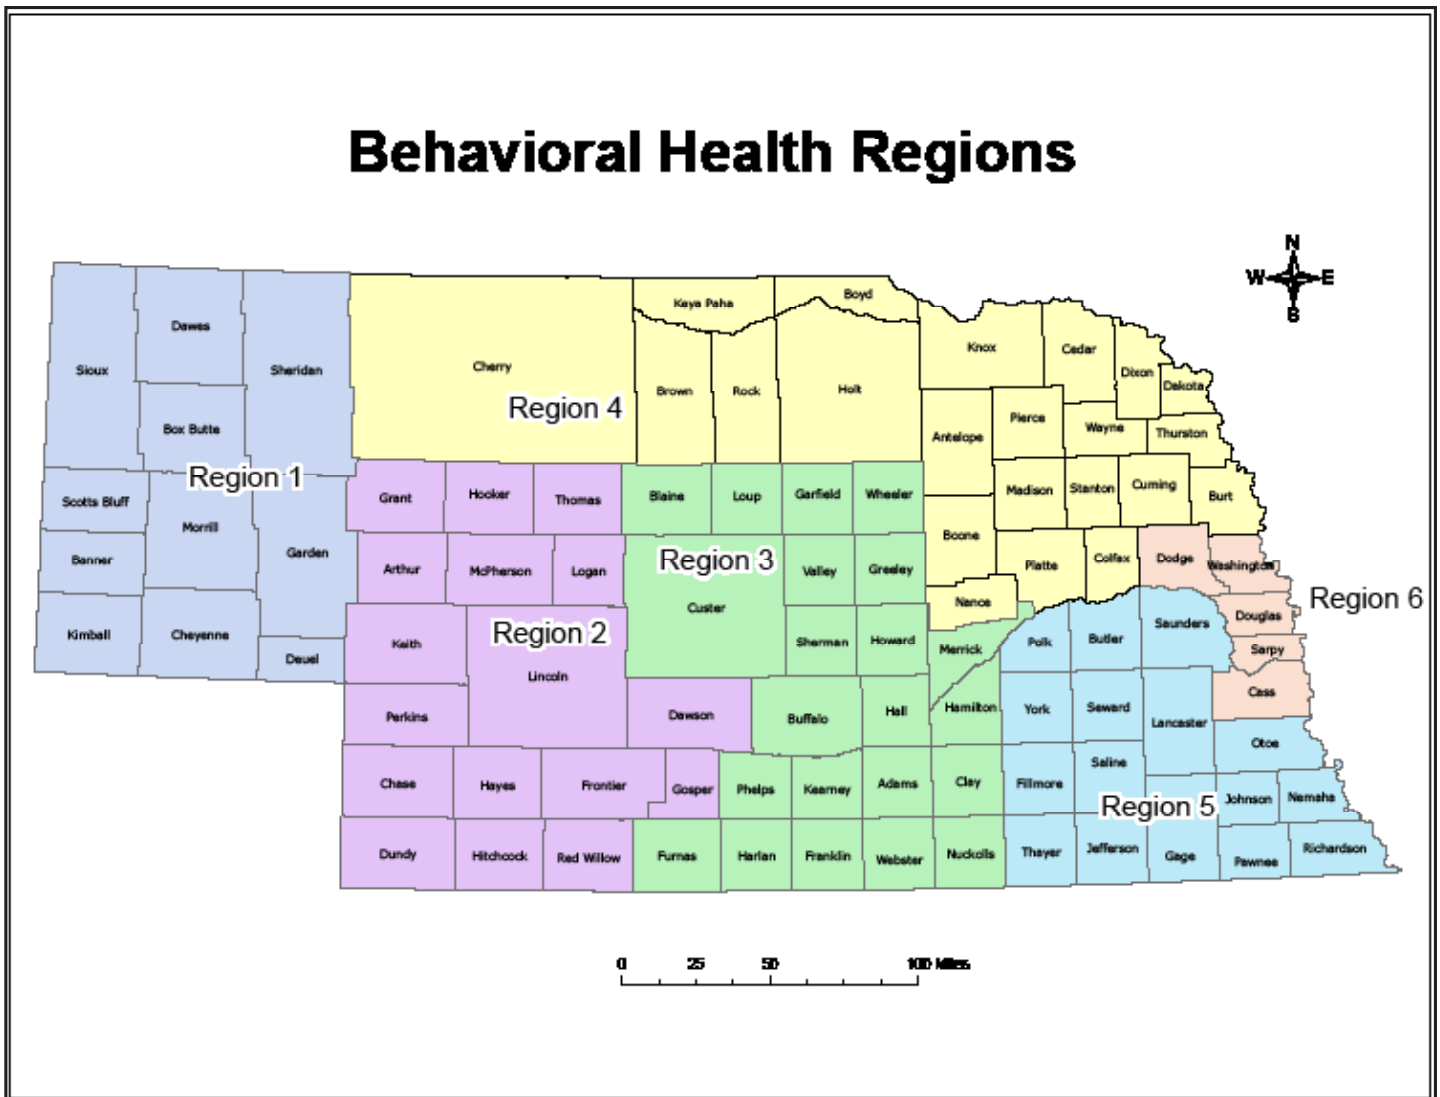 Behavioral Health Regions
N
W E
S
Keya Paha
Boyd
Dawes
Knox
Cedar
Sioux
Sheridan
Cherry
Dixon
Dakota
Brown
Rock
Holt
Region 4
Pierce
Box Butte
Wayne
Thurston
Antelope
Region 1
Grant
Hooker
Thomas
Blaine
Loup
Garfield
Wheeler
Madison
Stanton
Cuming
Burt
Scotts Bluff
Morrill
Garden
Boone
Banner
Region 3
Arthur
McPherson
Logan
Valley
Greeley
Platte
Colfax
Dodge
Washington
Region 6
Custer
Nance
Douglas
Kimball
Cheyenne
Region 2
Keith
Sherman
Howard
Merrick
Polk
Butler
Saunders
Sarpy
Deuel
Lincoln
Cass
Perkins
Dawson
Buffalo
Hall
Hamilton
York
Seward
Lancaster
Otoe
Saline
Chase
Hayes
Frontier
Gosper
Phelps
Kearney
Adams
Clay
Fillmore
Region 5
Johnson
Nemaha
Dundy
Hitchcock
Red Willow
Furnas
Harlan
Franklin
Webster
Nuckolls
Thayer
Jefferson
Gage
Pawnee
Richardson
0 25 50 100 Miles